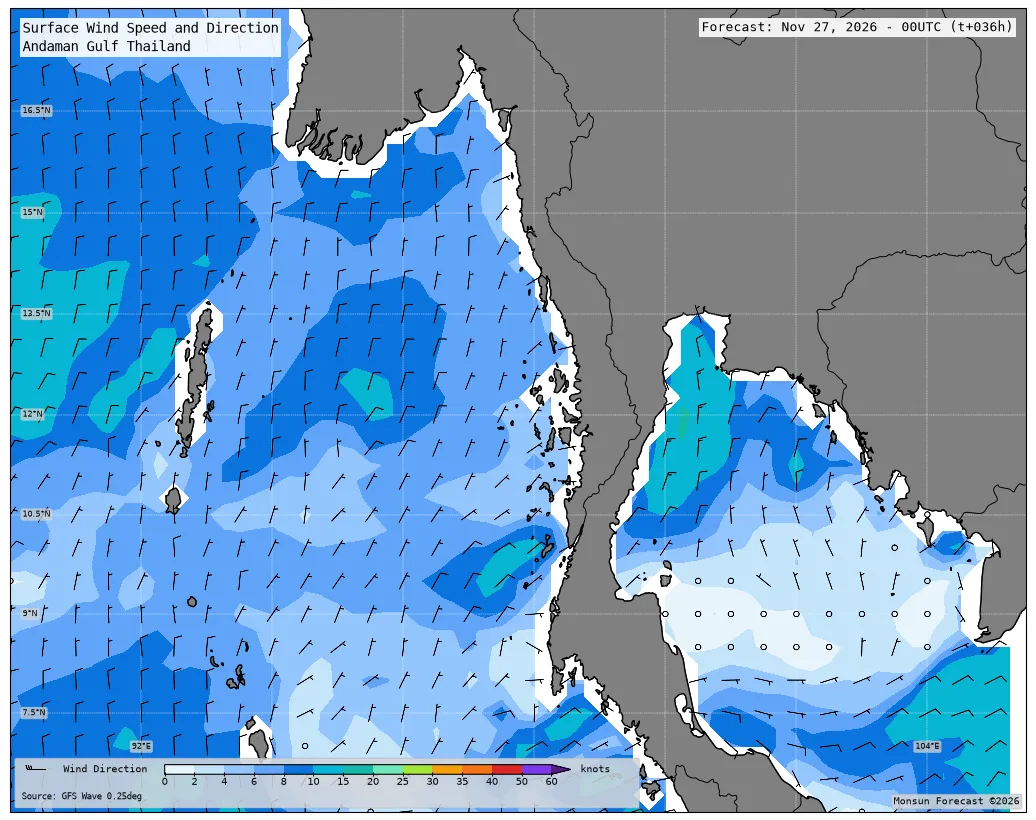 Surface Wind Speed and Direction
Andaman Gulf Thailand
Forecast: Nov 27, 2026 - 00UTC (t+036h)
16.5°N
15°N
13.5°N
12°N
10.5°N
9°N
7.5°N
92°E
104°E
Wind Direction
knots
0 2 4 6 8 10 15 20 25 30 35 40 50 60
Source: GFS Wave 0.25deg
Monsun Forecast ©2026